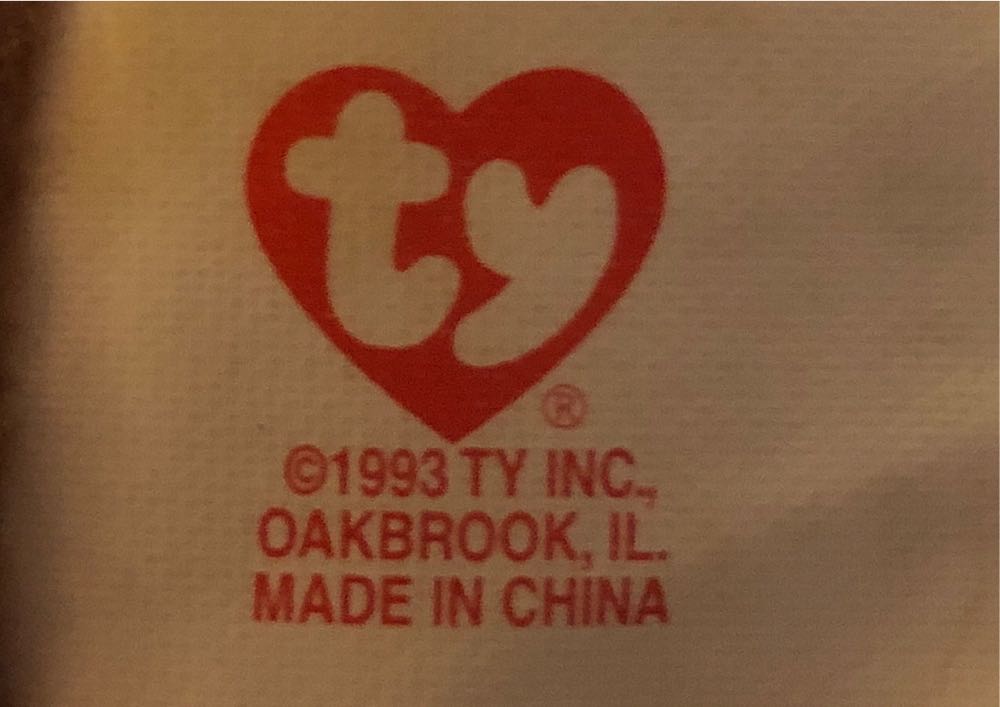 ty
®
©1993 TY INC.,
OAKBROOK, IL.
MADE IN CHINA